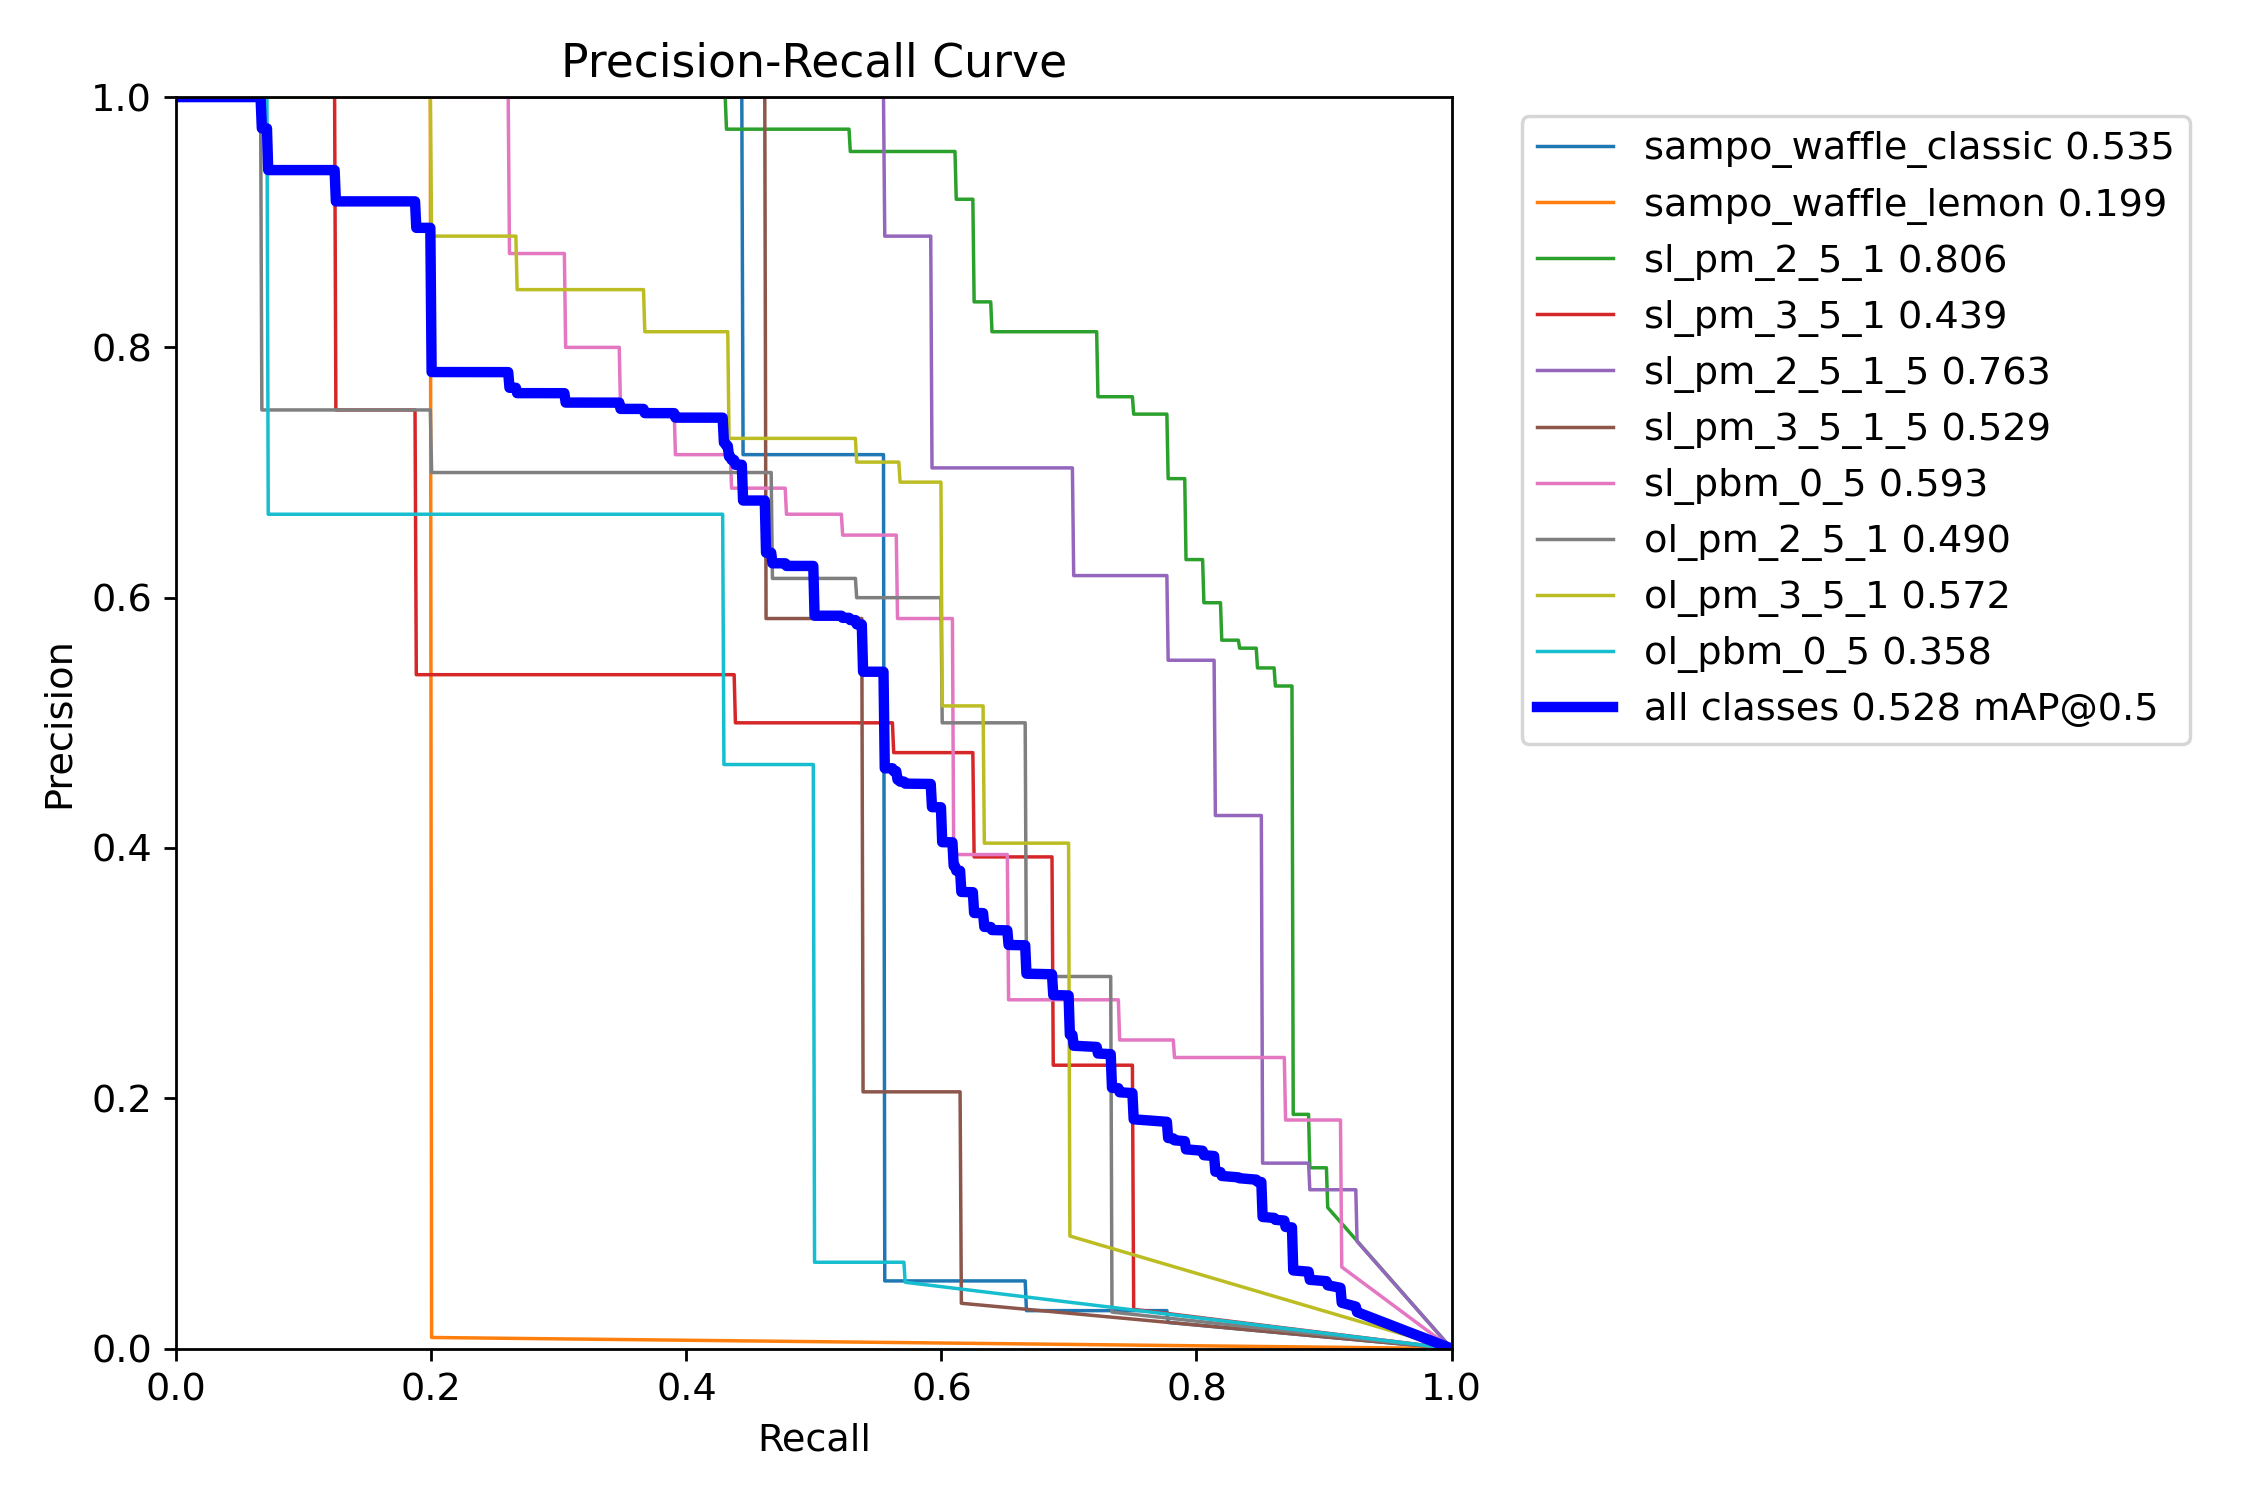 Precision-Recall Curve
1.0
0.8
0.6
0.4
0.2
0.0
Precision
0.0 0.2 0.4 0.6 0.8 1.0
Recall
sampo_waffle_classic 0.535
sampo_waffle_lemon 0.199
sl_pm_2_5_1 0.806
sl_pm_3_5_1 0.439
sl_pm_2_5_1_5 0.763
sl_pm_3_5_1_5 0.529
sl_pbm_0_5 0.593
ol_pm_2_5_1 0.490
ol_pm_3_5_1 0.572
ol_pbm_0_5 0.358
all classes 0.528 mAP@0.5